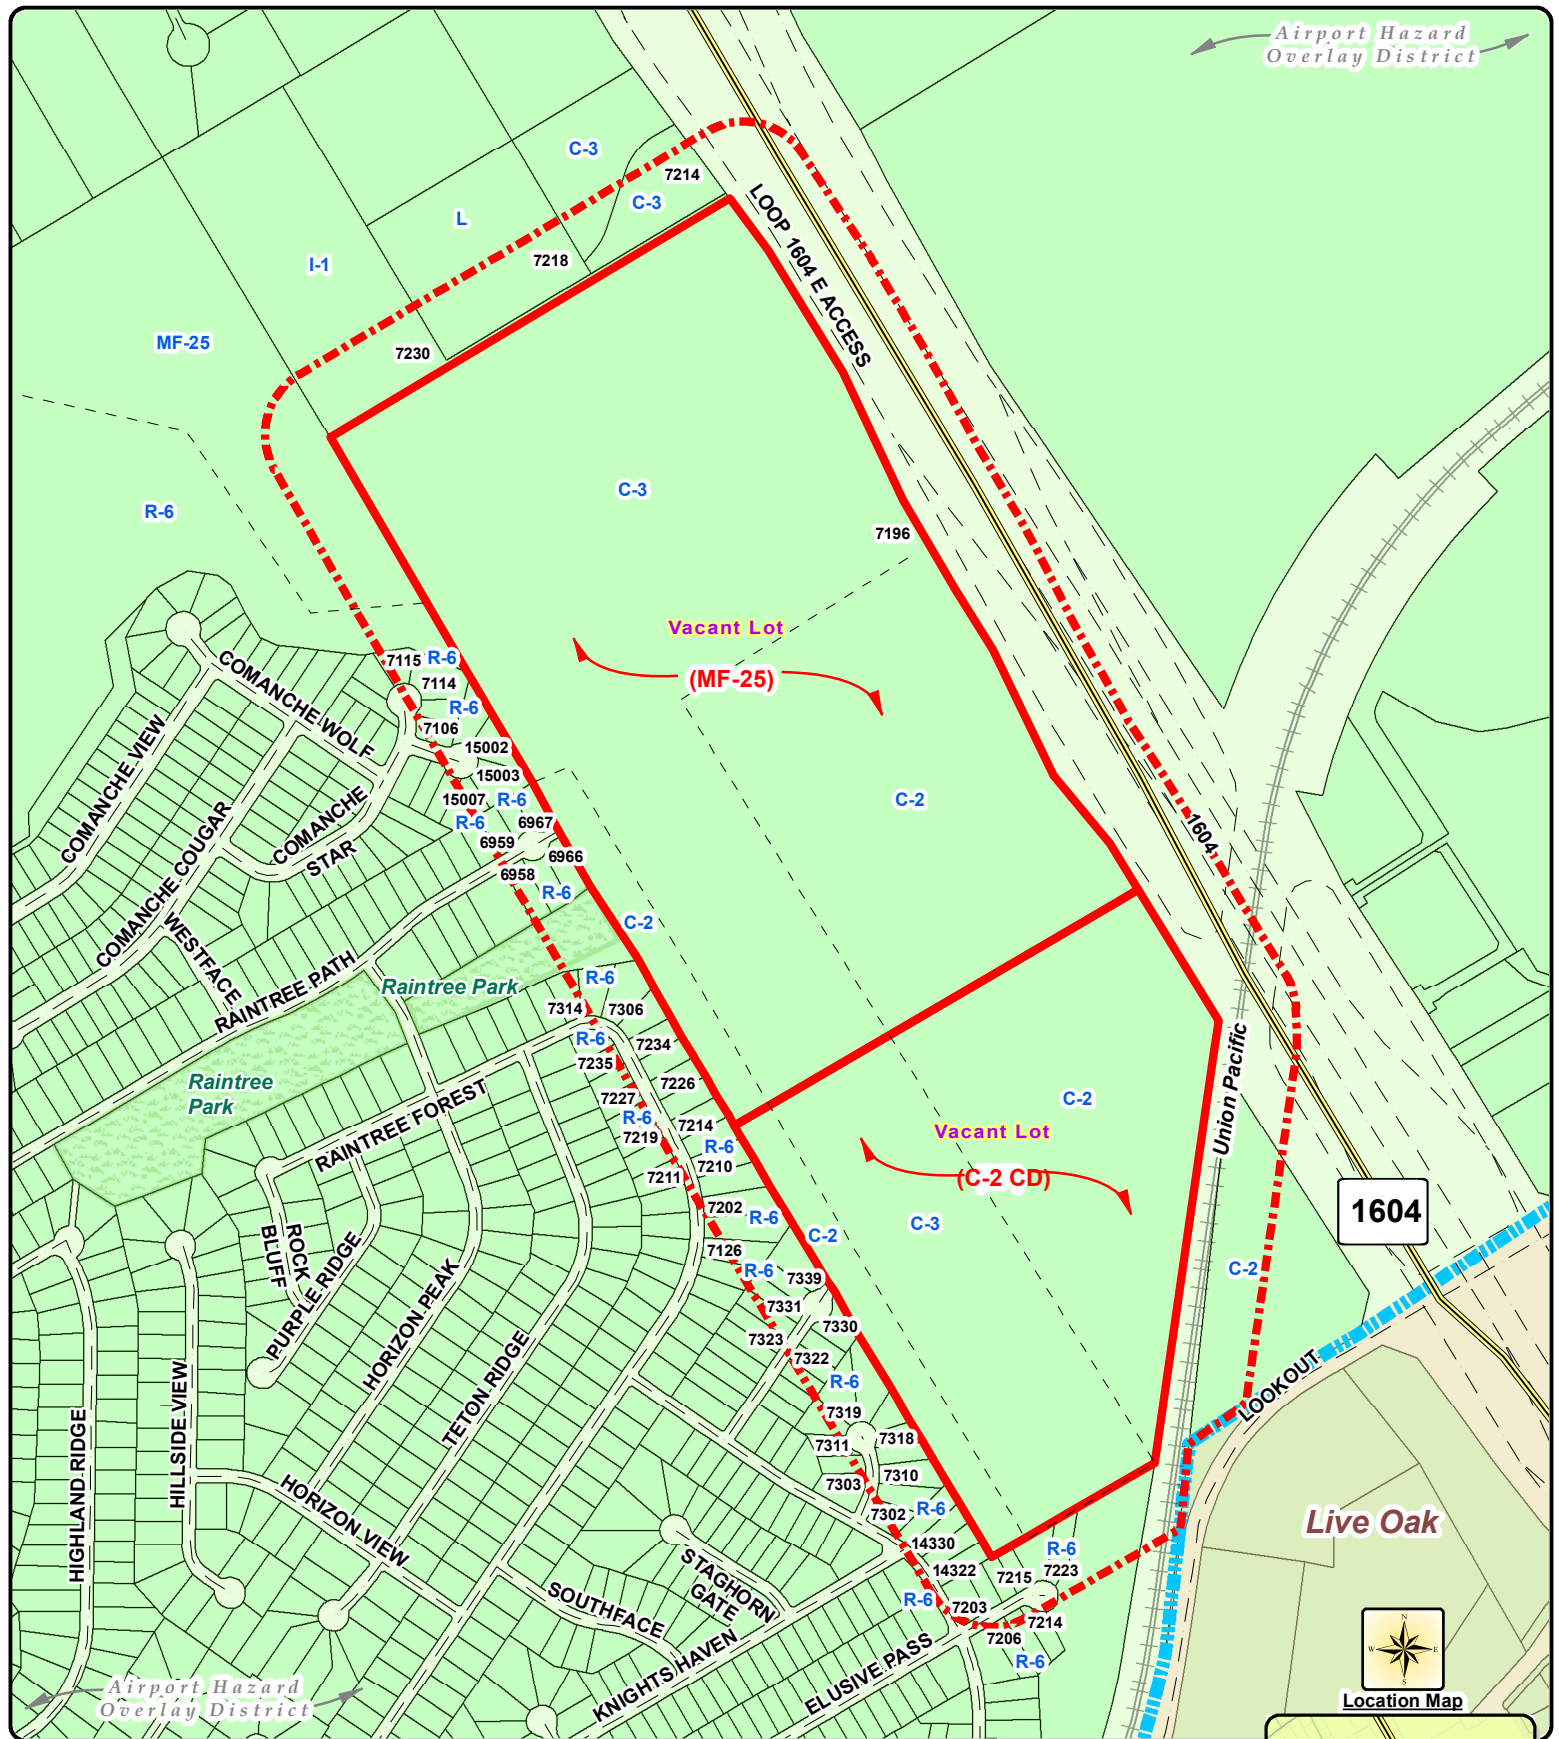 Airport Hazard
Overlay District
C-3
7214
C-3
L
7218
I-1
LOOP 1604 E ACCESS
MF-25
7230
C-3
R-6
7196
Vacant Lot
(MF-25)
7115
R-6
7114
R-6
7106
15002
15003
15007
R-6
R-6
6967
6959
6966
6958
R-6
C-2
C-2
1604
COMANCHE WOLF
COMANCHE VIEW
COMANCHE COUGAR
COMANCHE
STAR
WESTFACE
RAINTREE PATH
Raintree Park
R-6
7314
7306
R-6
7234
7235
7226
7227
R-6
7214
7219
R-6
7210
7211
7202
R-6
Raintree
Park
RAINTREE FOREST
C-2
Vacant Lot
(C-2 CD)
C-3
Union Pacific
1604
C-2
C-2
7126
R-6
7339
7331
7330
7323
7322
R-6
7319
7318
7311
7310
7303
R-6
7302
14330
14322
R-6
7215
7223
R-6
7203
7214
7206
R-6
ROCK
BLUFF
PURPLE RIDGE
HORIZON PEAK
TETON RIDGE
HIGHLAND RIDGE
HILLSIDE VIEW
HORIZON VIEW
STAGHORN
GATE
SOUTHFACE
KNIGHTS HAVEN
ELUSIVE PASS
LOOKOUT
Live Oak
Airport Hazard
Overlay District
N
W
E
S
Location Map